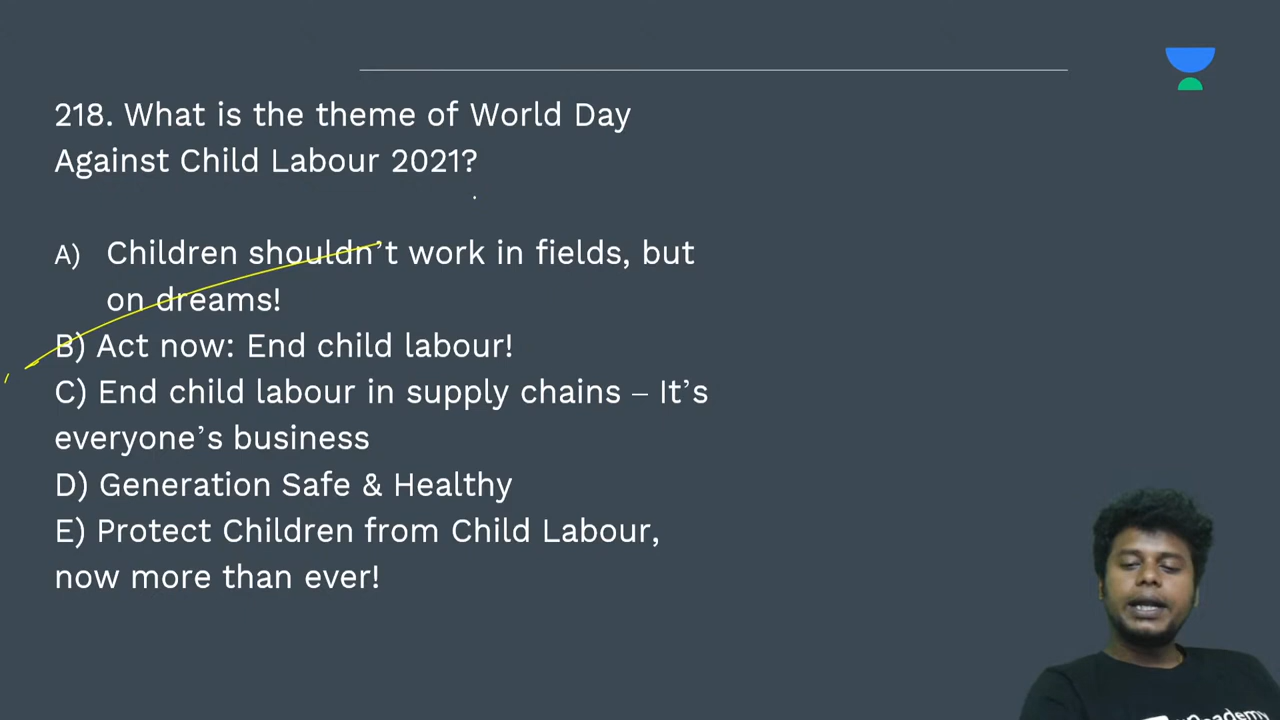 218. What is the theme of World Day
Against Child Labour 2021?
A) Children shouldn’t work in fields, but
on dreams!
B) Act now: End child labour!
C) End child labour in supply chains – It’s
everyone’s business
D) Generation Safe & Healthy
E) Protect Children from Child Labour,
now more than ever!